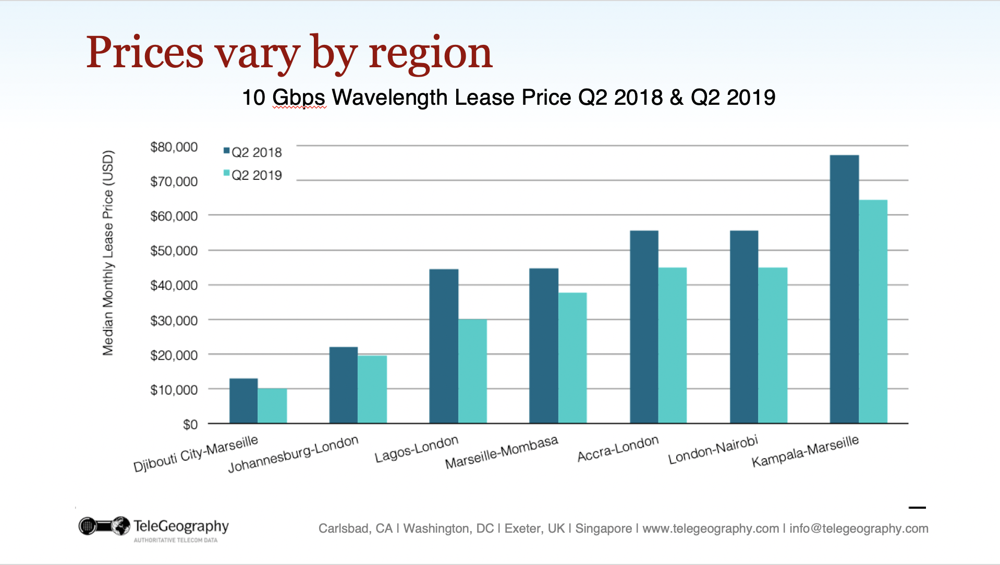 Prices vary by region
10 Gbps Wavelength Lease Price Q2 2018 & Q2 2019
Median Monthly Lease Price (USD)
$80,000
$70,000
$60,000
$50,000
$40,000
$30,000
$20,000
$10,000
$0
Q2 2018
Q2 2019
Djibouti City-Marseille
Johannesburg-London
Lagos-London
Marseille-Mombasa
Accra-London
London-Nairobi
Kampala-Marseille
TeleGeography
AUTHORITATIVE TELECOM DATA
Carlsbad, CA | Washington, DC | Exeter, UK | Singapore | www.telegeography.com | info@telegeography.com